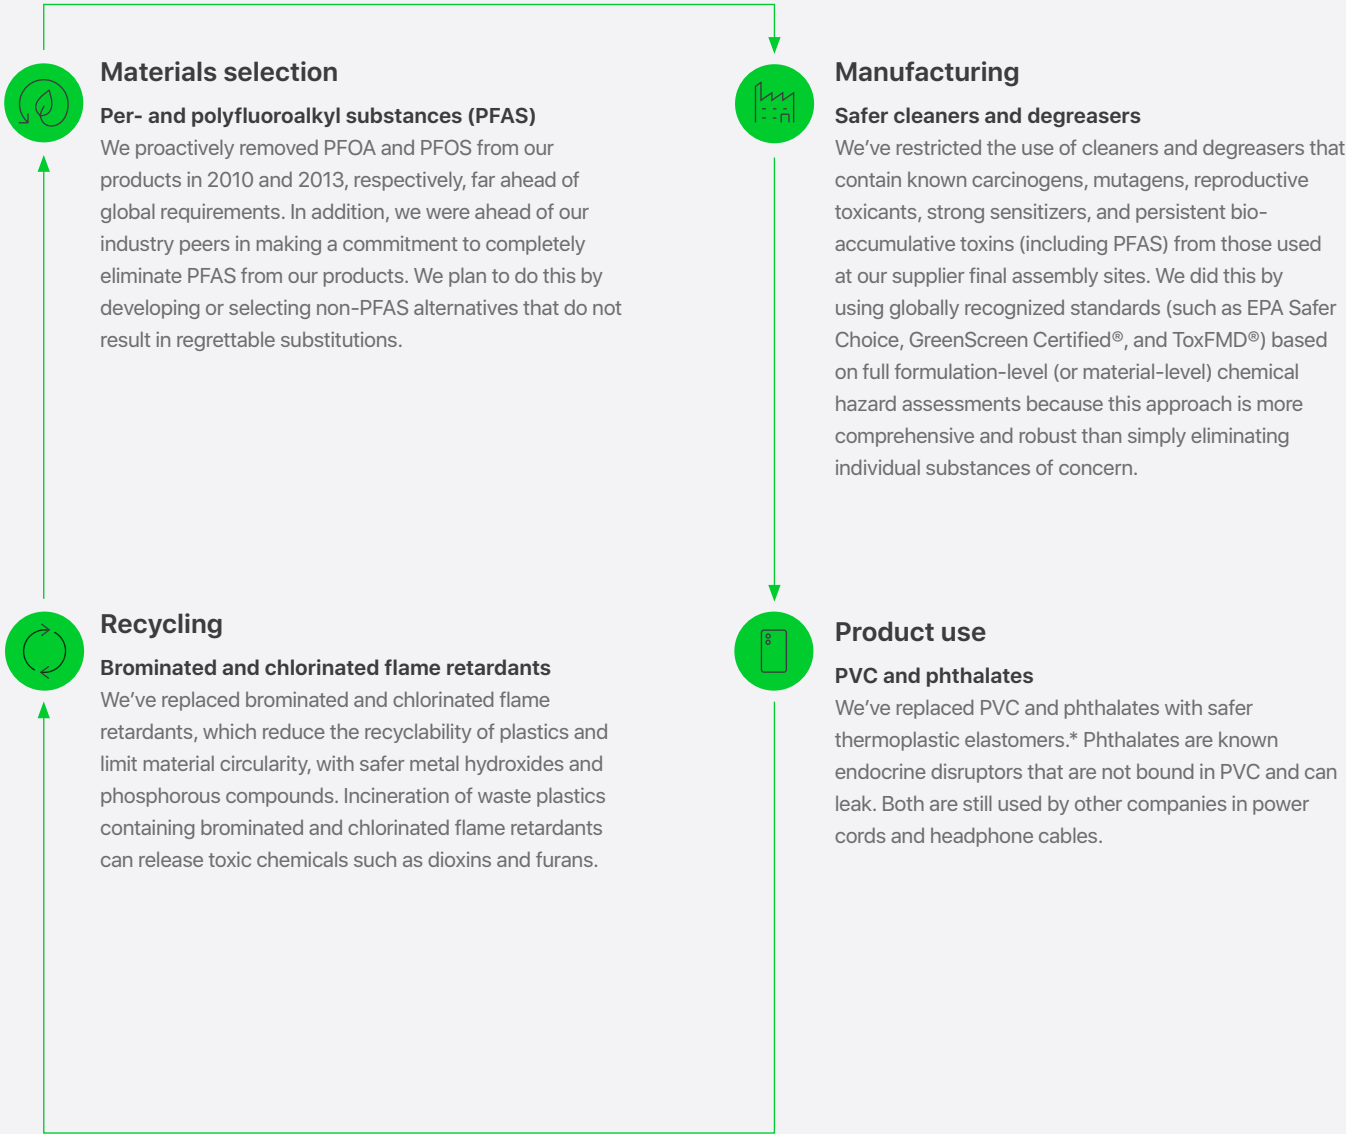 Materials selection
Per- and polyfluoroalkyl substances (PFAS)
We proactively removed PFOA and PFOS from our
products in 2010 and 2013, respectively, far ahead of
global requirements. In addition, we were ahead of our
industry peers in making a commitment to completely
eliminate PFAS from our products. We plan to do this by
developing or selecting non-PFAS alternatives that do not
result in regrettable substitutions.
Manufacturing
Safer cleaners and degreasers
We’ve restricted the use of cleaners and degreasers that
contain known carcinogens, mutagens, reproductive
toxicants, strong sensitizers, and persistent bio-
accumulative toxins (including PFAS) from those used
at our supplier final assembly sites. We did this by
using globally recognized standards (such as EPA Safer
Choice, GreenScreen Certified®, and ToxFMD®) based
on full formulation-level (or material-level) chemical
hazard assessments because this approach is more
comprehensive and robust than simply eliminating
individual substances of concern.
Recycling
Brominated and chlorinated flame retardants
We’ve replaced brominated and chlorinated flame
retardants, which reduce the recyclability of plastics and
limit material circularity, with safer metal hydroxides and
phosphorous compounds. Incineration of waste plastics
containing brominated and chlorinated flame retardants
can release toxic chemicals such as dioxins and furans.
Product use
PVC and phthalates
We’ve replaced PVC and phthalates with safer
thermoplastic elastomers.* Phthalates are known
endocrine disruptors that are not bound in PVC and can
leak. Both are still used by other companies in power
cords and headphone cables.